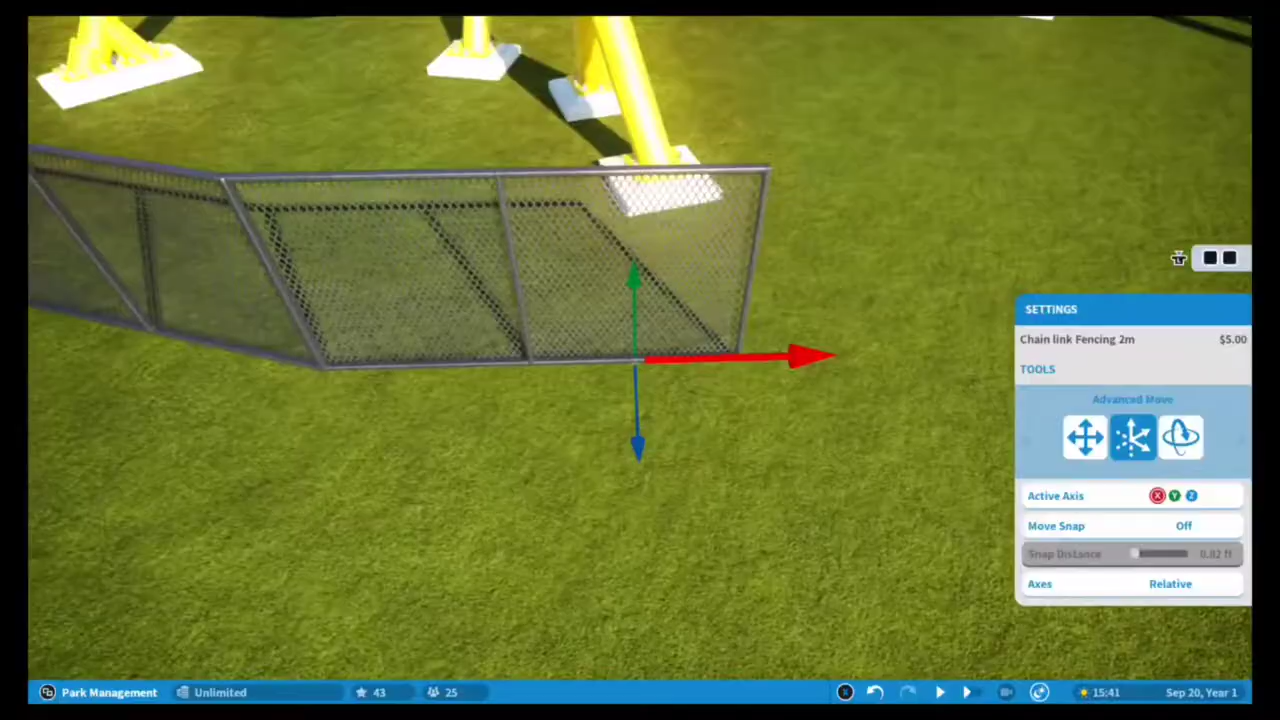 SETTINGS
Chain link Fencing 2m $5.00
TOOLS
Advanced Move
Active Axis X Y Z
Move Snap Off
Snap Distance 0.82 ft
Axes Relative
Park Management Unlimited 43 25 15:41 Sep 20, Year 1